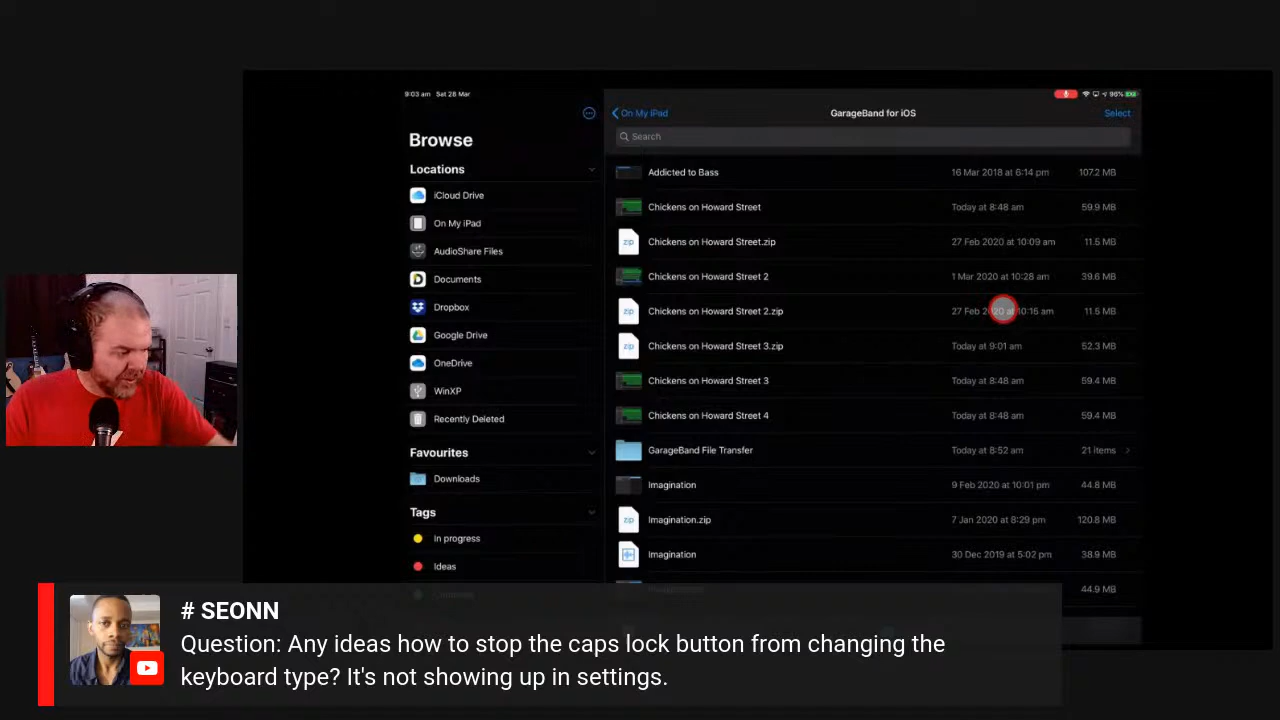 9:03 am Sat 28 Mar
96%
Browse
On My iPad
GarageBand for iOS
Select
Search
Locations
iCloud Drive
On My iPad
AudioShare Files
Documents
Dropbox
Google Drive
OneDrive
WinXP
Recently Deleted
Favourites
Downloads
Tags
In progress
Ideas
Addicted to Bass 16 Mar 2018 at 6:14 pm 107.2 MB
Chickens on Howard Street Today at 8:48 am 59.9 MB
zip Chickens on Howard Street.zip 27 Feb 2020 at 10:09 am 11.5 MB
Chickens on Howard Street 2 1 Mar 2020 at 10:28 am 39.6 MB
zip Chickens on Howard Street 2.zip 27 Feb 2020 at 10:15 am 11.5 MB
zip Chickens on Howard Street 3.zip Today at 9:01 am 52.3 MB
Chickens on Howard Street 3 Today at 8:48 am 59.4 MB
Chickens on Howard Street 4 Today at 8:48 am 59.4 MB
GarageBand File Transfer Today at 8:52 am 21 items
Imagination 9 Feb 2020 at 10:01 pm 44.8 MB
zip Imagination.zip 7 Jan 2020 at 8:29 pm 120.8 MB
Imagination 30 Dec 2019 at 5:02 pm 38.9 MB
44.9 MB
# SEONN
Question: Any ideas how to stop the caps lock button from changing the
keyboard type? It's not showing up in settings.